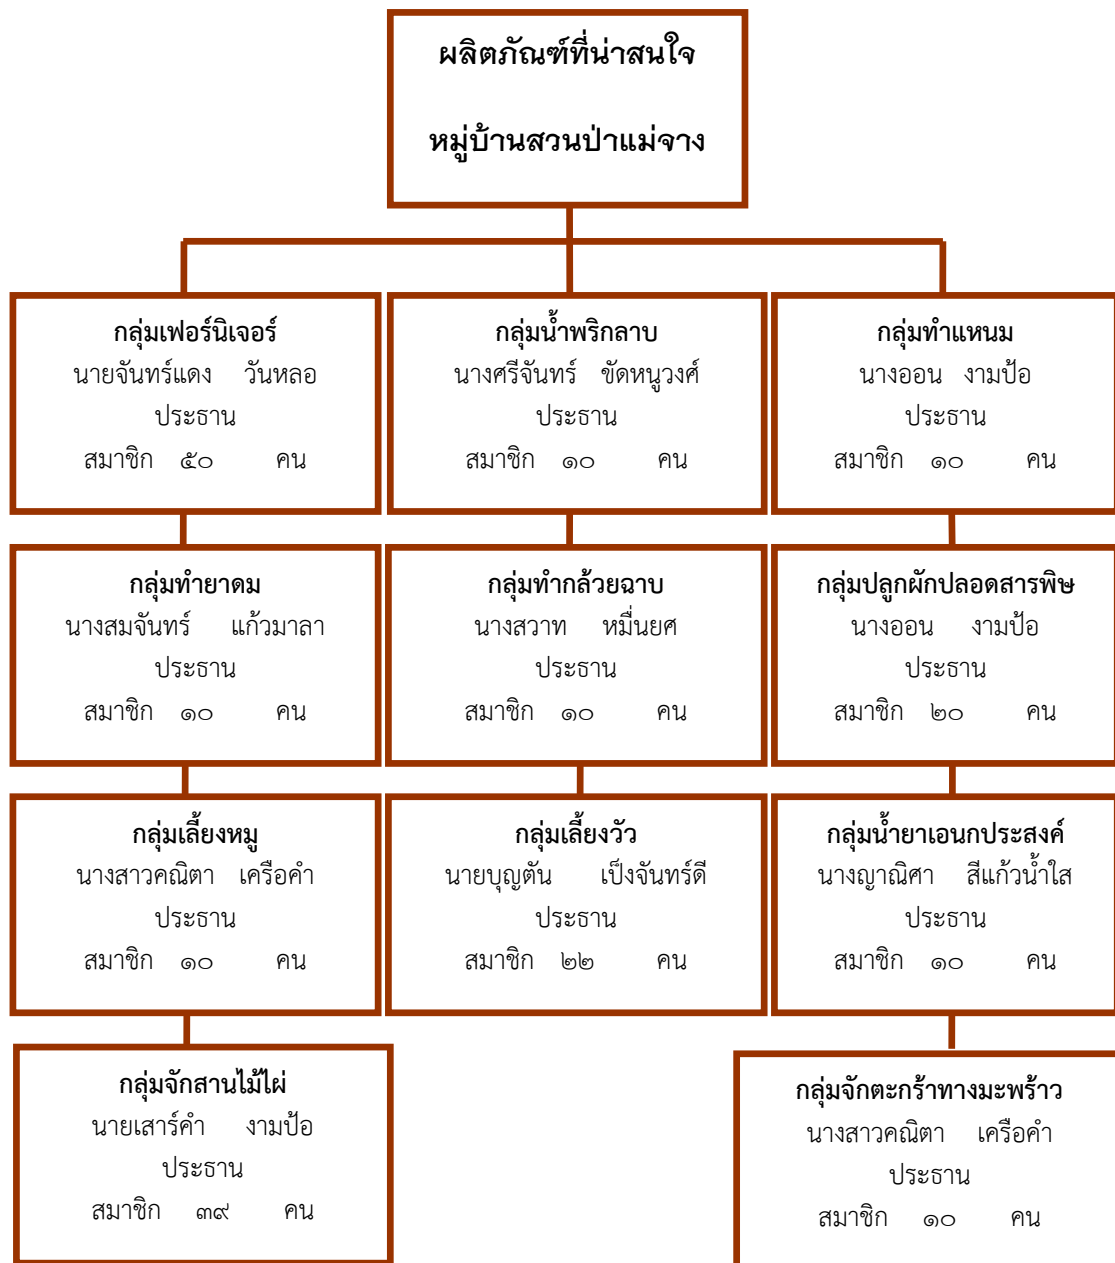 ผลิตภัณฑ์ที่น่าสนใจ
หมู่บ้านสวนป่าแม่จาง
กลุ่มเฟอร์นิเจอร์
นายจันทร์แดง วันหลอ
ประธาน
สมาชิก ๕๐ คน
กลุ่มน้ำพริกลาบ
นางศรีจันทร์ ขัดหนูวงศ์
ประธาน
สมาชิก ๑๐ คน
กลุ่มทำแหนม
นางออน งามป้อ
ประธาน
สมาชิก ๑๐ คน
กลุ่มทำยาดม
นางสมจันทร์ แก้วมาลา
ประธาน
สมาชิก ๑๐ คน
กลุ่มทำกล้วยฉาบ
นางสวาท หมื่นยศ
ประธาน
สมาชิก ๑๐ คน
กลุ่มปลูกผักปลอดสารพิษ
นางออน งามป้อ
ประธาน
สมาชิก ๒๐ คน
กลุ่มเลี้ยงหมู
นางสาวคณิตา เครือคำ
ประธาน
สมาชิก ๑๐ คน
กลุ่มเลี้ยงวัว
นายบุญตัน เป็งจันทร์ดี
ประธาน
สมาชิก ๒๒ คน
กลุ่มน้ำยาเอนกประสงค์
นางญาณิศา สีแก้วน้ำใส
ประธาน
สมาชิก ๑๐ คน
กลุ่มจักสานไม้ไผ่
นายเสาร์คำ งามป้อ
ประธาน
สมาชิก ๓๙ คน
กลุ่มจักตะกร้าทางมะพร้าว
นางสาวคณิตา เครือคำ
ประธาน
สมาชิก ๑๐ คน